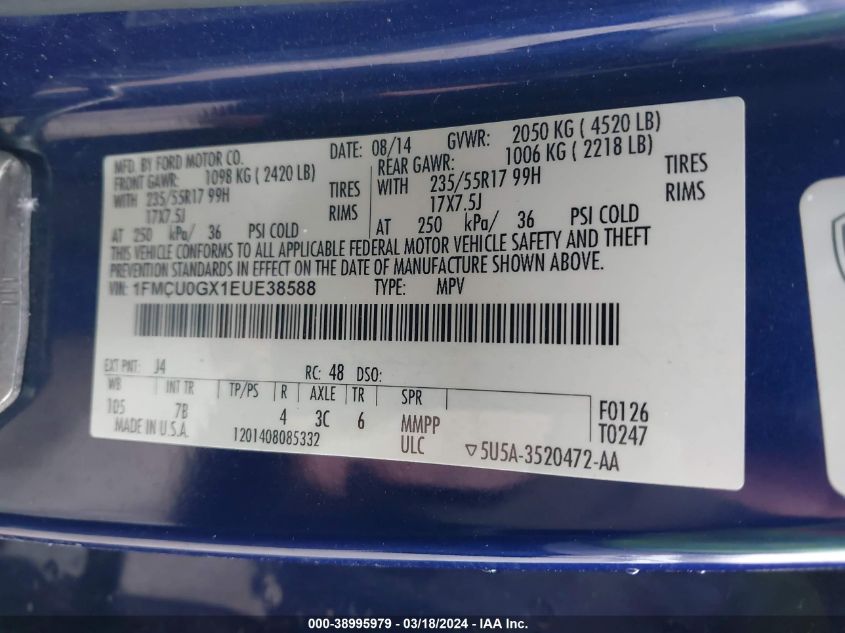 MFD. BY FORD MOTOR CO.
DATE: 08/14 GVWR: 2050 KG ( 4520 LB)
FRONT GAWR: 1098 KG ( 2420 LB)
REAR GAWR: 1006 KG ( 2218 LB)
WITH 235/55R17 99H TIRES
WITH 235/55R17 99H TIRES
17X7.5J RIMS
17X7.5J RIMS
AT 250 kPa/ 36 PSI COLD
AT 250 kPa/ 36 PSI COLD
THIS VEHICLE CONFORMS TO ALL APPLICABLE FEDERAL MOTOR VEHICLE SAFETY AND THEFT
PREVENTION STANDARDS IN EFFECT ON THE DATE OF MANUFACTURE SHOWN ABOVE.
VIN: 1FMCU0GX1EUE38588 TYPE: MPV
EXT PNT: J4 RC: 48 DSO:
WB INT TR TP/PS R AXLE TR SPR
105 7B 4 3C 6 MMPP F0126
MADE IN U.S.A. 1201408085332 ULC T0247
▽5U5A-3520472-AA
000-38995979 / 03/18/2024 - IAA Inc.